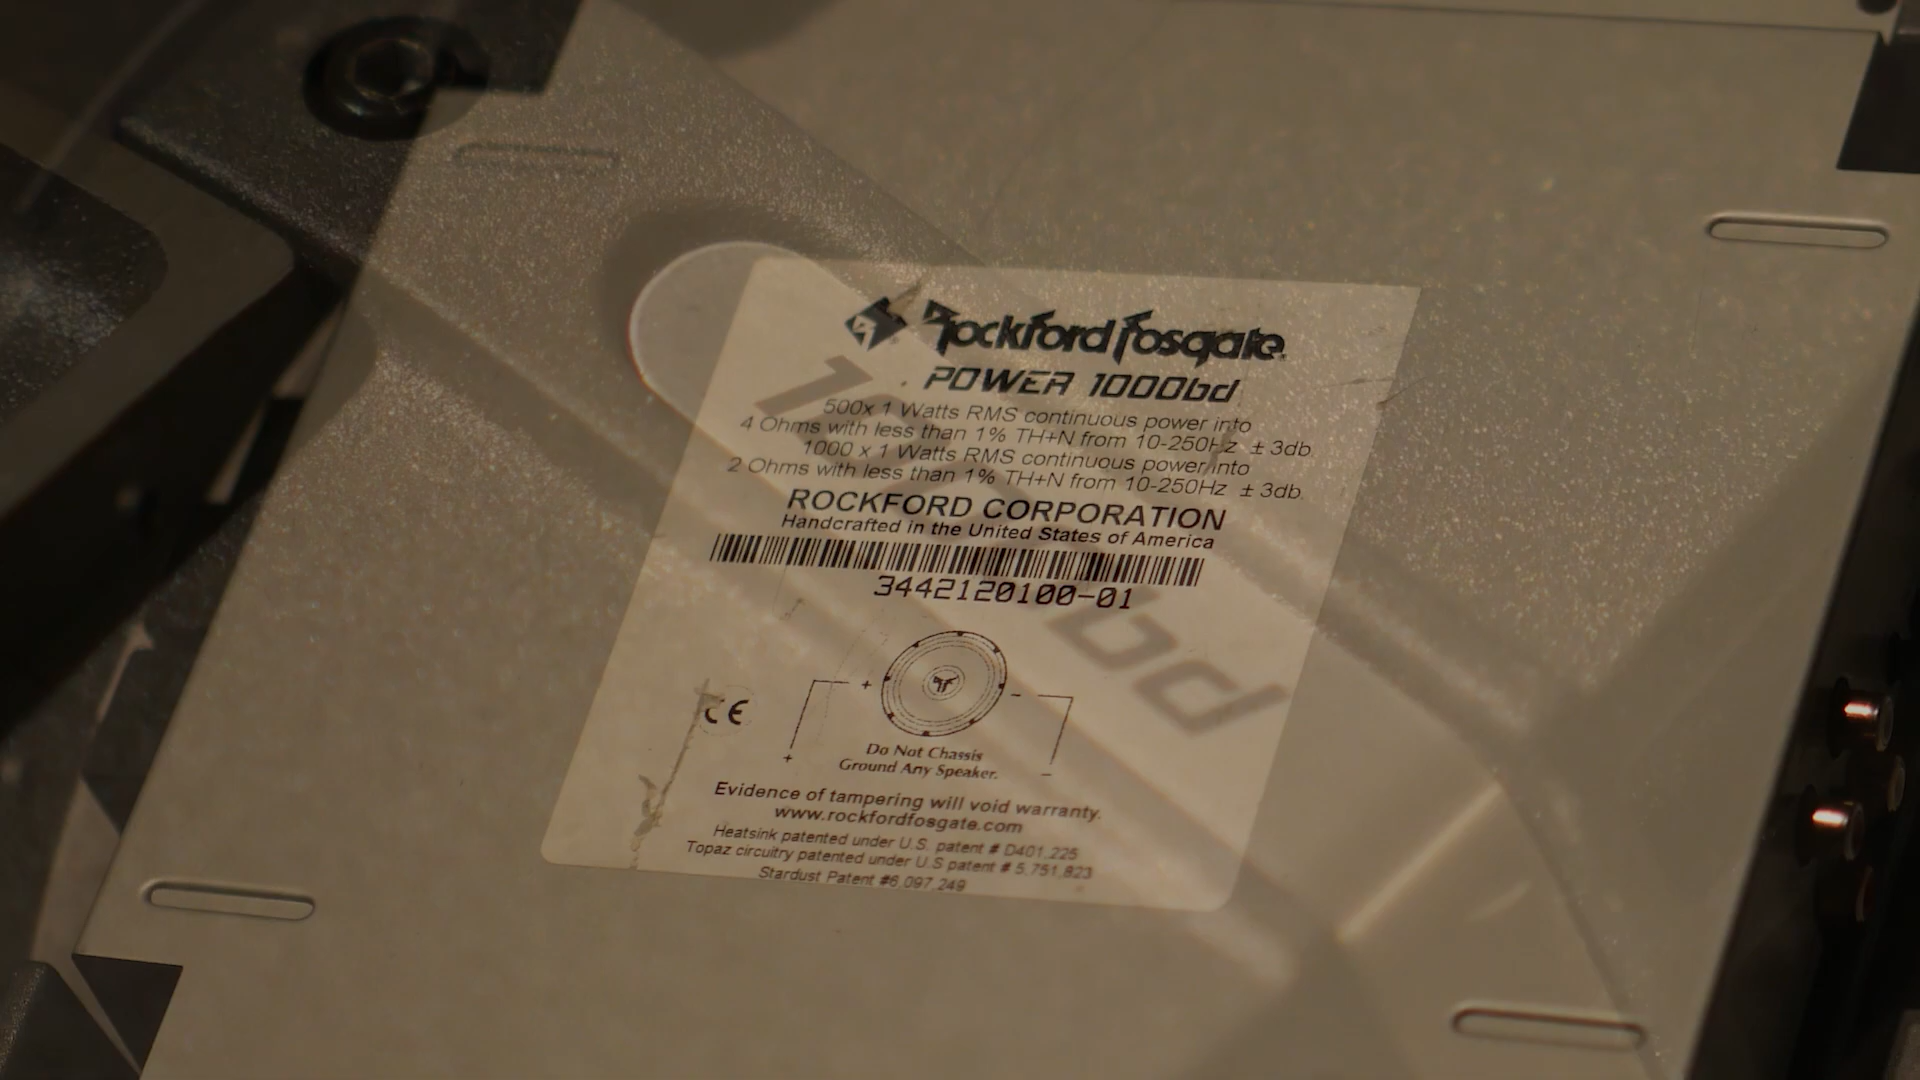 Rockford Fosgate
POWER 1000bd
500x 1 Watts RMS continuous power into
4 Ohms with less than 1% TH+N from 10-250Hz ± 3db
1000 x 1 Watts RMS continuous power into
2 Ohms with less than 1% TH+N from 10-250Hz ± 3db
ROCKFORD CORPORATION
Handcrafted in the United States of America
3442120100-01
+ −
CE
+ −
Do Not Chassis
Ground Any Speaker.
Evidence of tampering will void warranty.
www.rockfordfosgate.com
Heatsink patented under U.S. patent # D401,225
Topaz circuitry patented under U.S patent # 5,751,823
Stardust Patent #6,097,249
bd